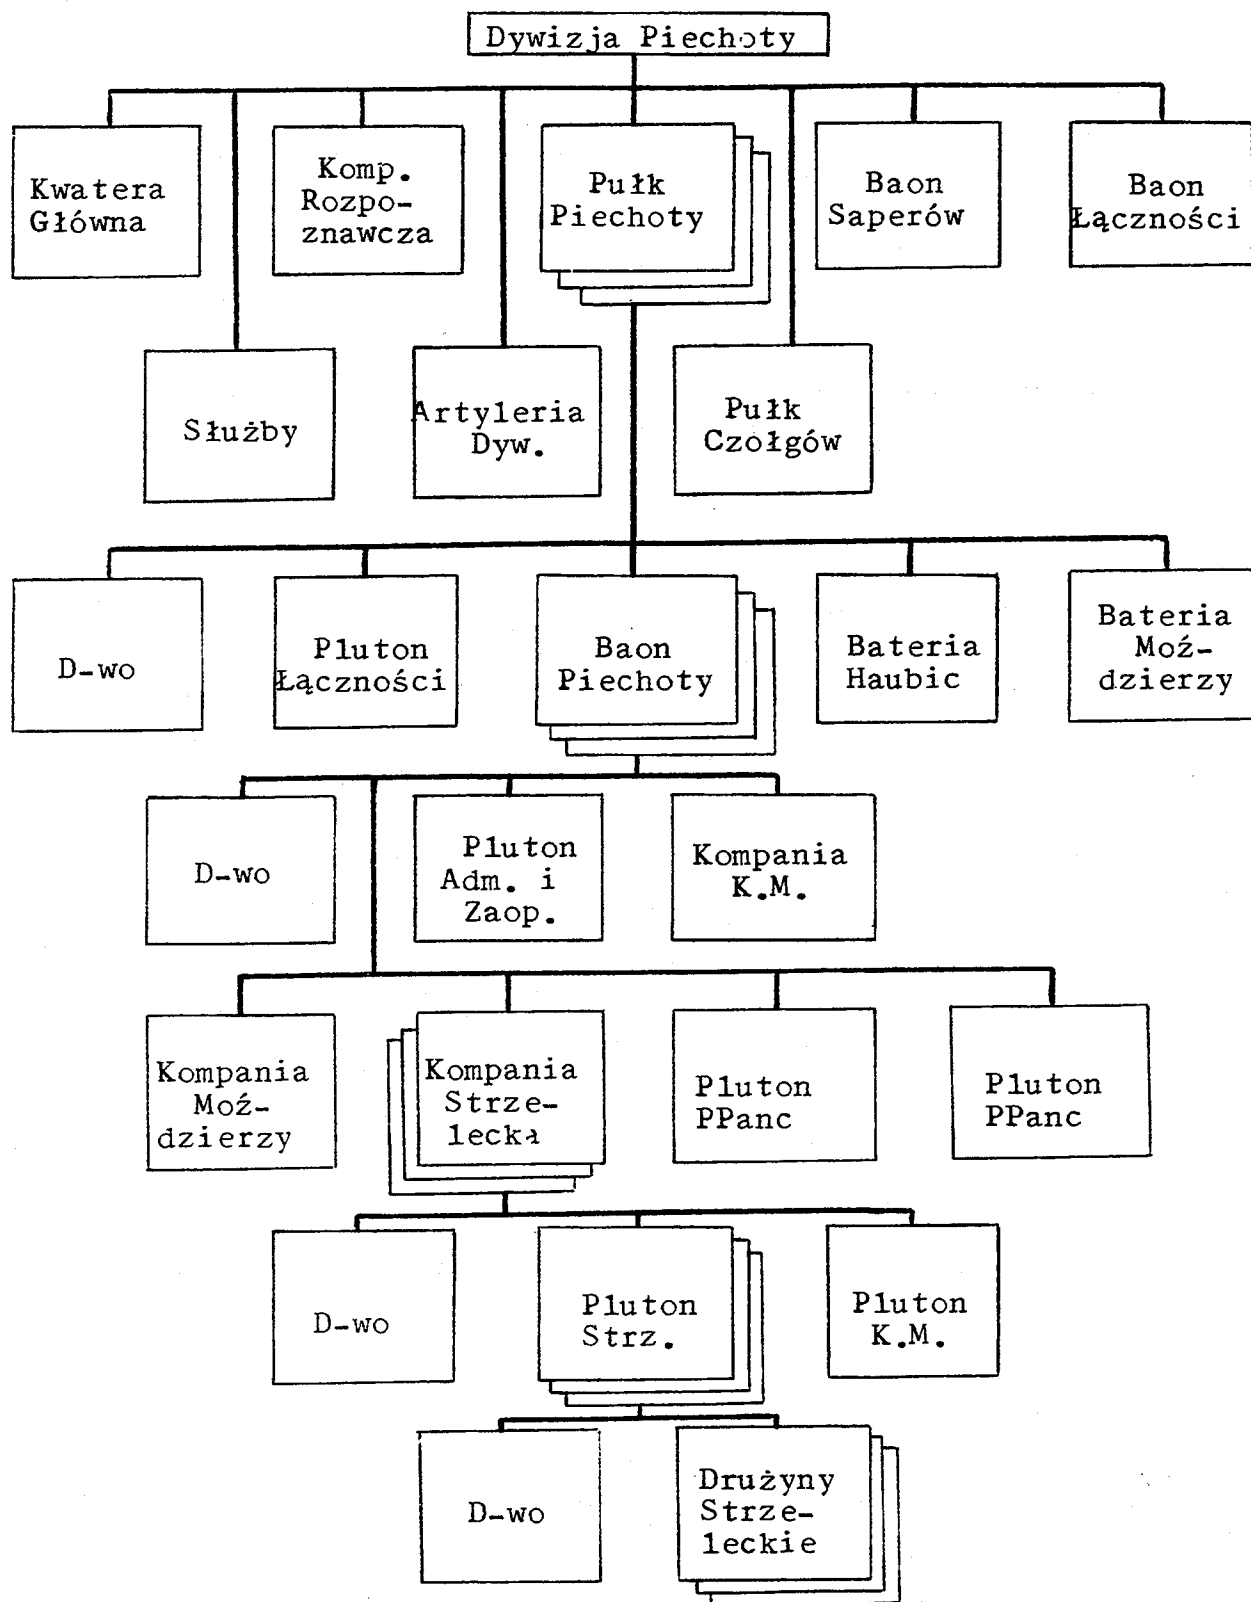 Dywizja Piechoty
Kwatera
Główna
Komp.
Rozpo-
znawcza
Pułk
Piechoty
Baon
Saperów
Baon
Łączności
Służby
Artyleria
Dyw.
Pułk
Czołgów
D-wo
Pluton
Łączności
Baon
Piechoty
Bateria
Haubic
Bateria
Moź-
dzierzy
D-wo
Pluton
Adm. i
Zaop.
Kompania
K.M.
Kompania
Moź-
dzierzy
Kompania
Strze-
lecka
Pluton
PPanc
Pluton
PPanc
D-wo
Pluton
Strz.
Pluton
K.M.
D-wo
Drużyny
Strze-
leckie